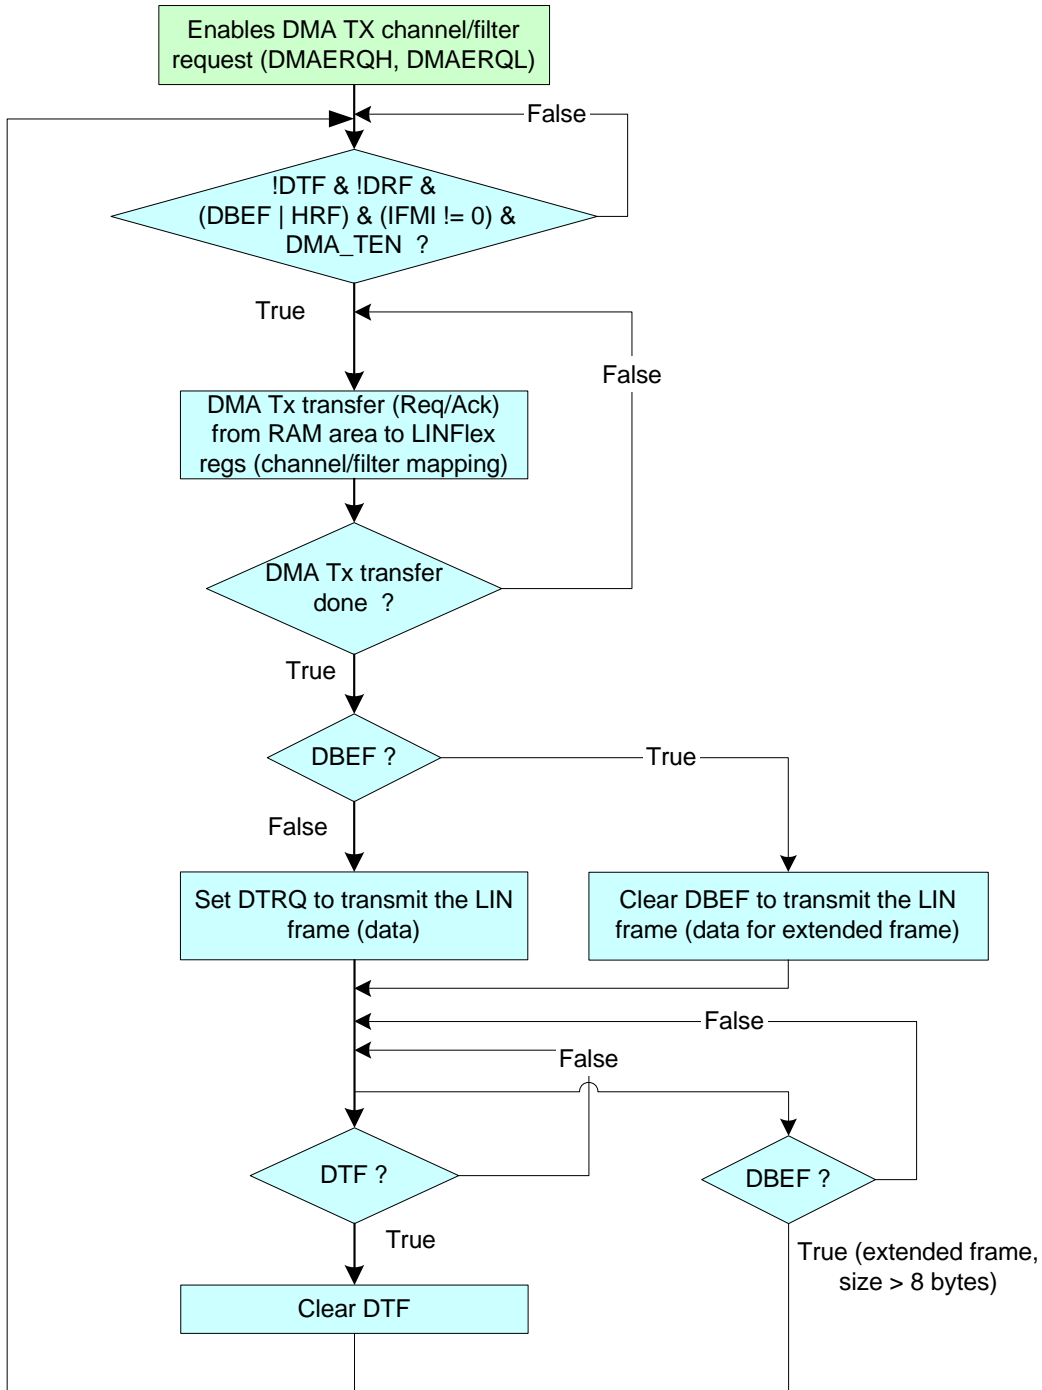 Enables DMA TX channel/filter
request (DMAERQH, DMAERQL)
False
!DTF & !DRF &
(DBEF | HRF) & (IFMI != 0) &
DMA_TEN ?
True
False
DMA Tx transfer (Req/Ack)
from RAM area to LINFlex
regs (channel/filter mapping)
DMA Tx transfer
done ?
True
DBEF ?
True
False
Set DTRQ to transmit the LIN
frame (data)
Clear DBEF to transmit the LIN
frame (data for extended frame)
False
False
DTF ?
DBEF ?
True
True (extended frame,
size > 8 bytes)
Clear DTF